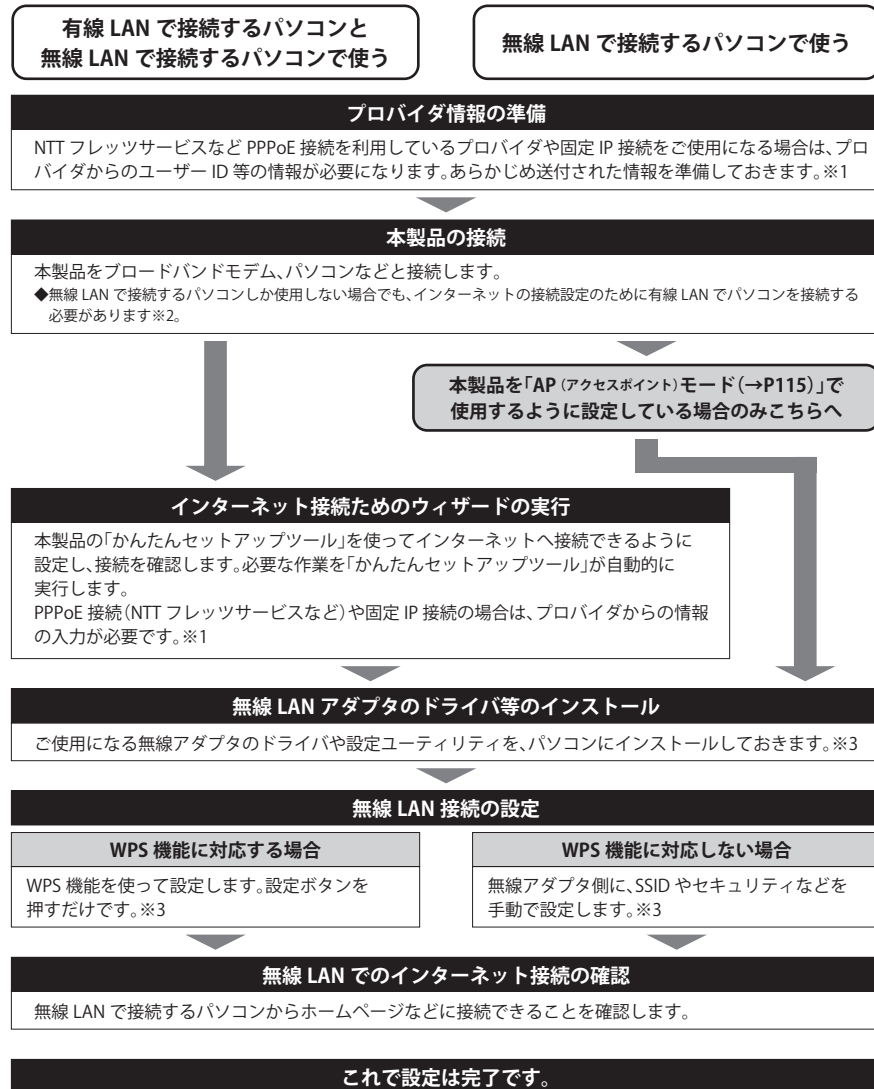 有線 LAN で接続するパソコンと
無線 LAN で接続するパソコンで使う
無線 LAN で接続するパソコンで使う
プロバイダ情報の準備
NTT フレッツサービスなど PPPoE 接続を利用しているプロバイダや固定 IP 接続をご使用になる場合は、プロ
バイダからのユーザー ID 等の情報が必要になります。あらかじめ送付された情報を準備しておきます。※1
本製品の接続
本製品をブロードバンドモデム、パソコンなどと接続します。
◆無線 LAN で接続するパソコンしか使用しない場合でも、インターネットの接続設定のために有線 LAN でパソコンを接続する
必要があります※2。
本製品を「AP（アクセスポイント）モード（→P115）」で
使用するように設定している場合のみこちらへ
インターネット接続ためのウィザードの実行
本製品の「かんたんセットアップツール」を使ってインターネットへ接続できるように
設定し、接続を確認します。必要な作業を「かんたんセットアップツール」が自動的に
実行します。
PPPoE 接続（NTT フレッツサービスなど）や固定 IP 接続の場合は、プロバイダからの情報
の入力が必要です。※1
無線 LAN アダプタのドライバ等のインストール
ご使用になる無線アダプタのドライバや設定ユーティリティを、パソコンにインストールしておきます。※3
無線 LAN 接続の設定
WPS 機能に対応する場合
WPS 機能を使って設定します。設定ボタンを
押すだけです。※3
WPS 機能に対応しない場合
無線アダプタ側に、SSID やセキュリティなどを
手動で設定します。※3
無線 LAN でのインターネット接続の確認
無線 LAN で接続するパソコンからホームページなどに接続できることを確認します。
これで設定は完了です。